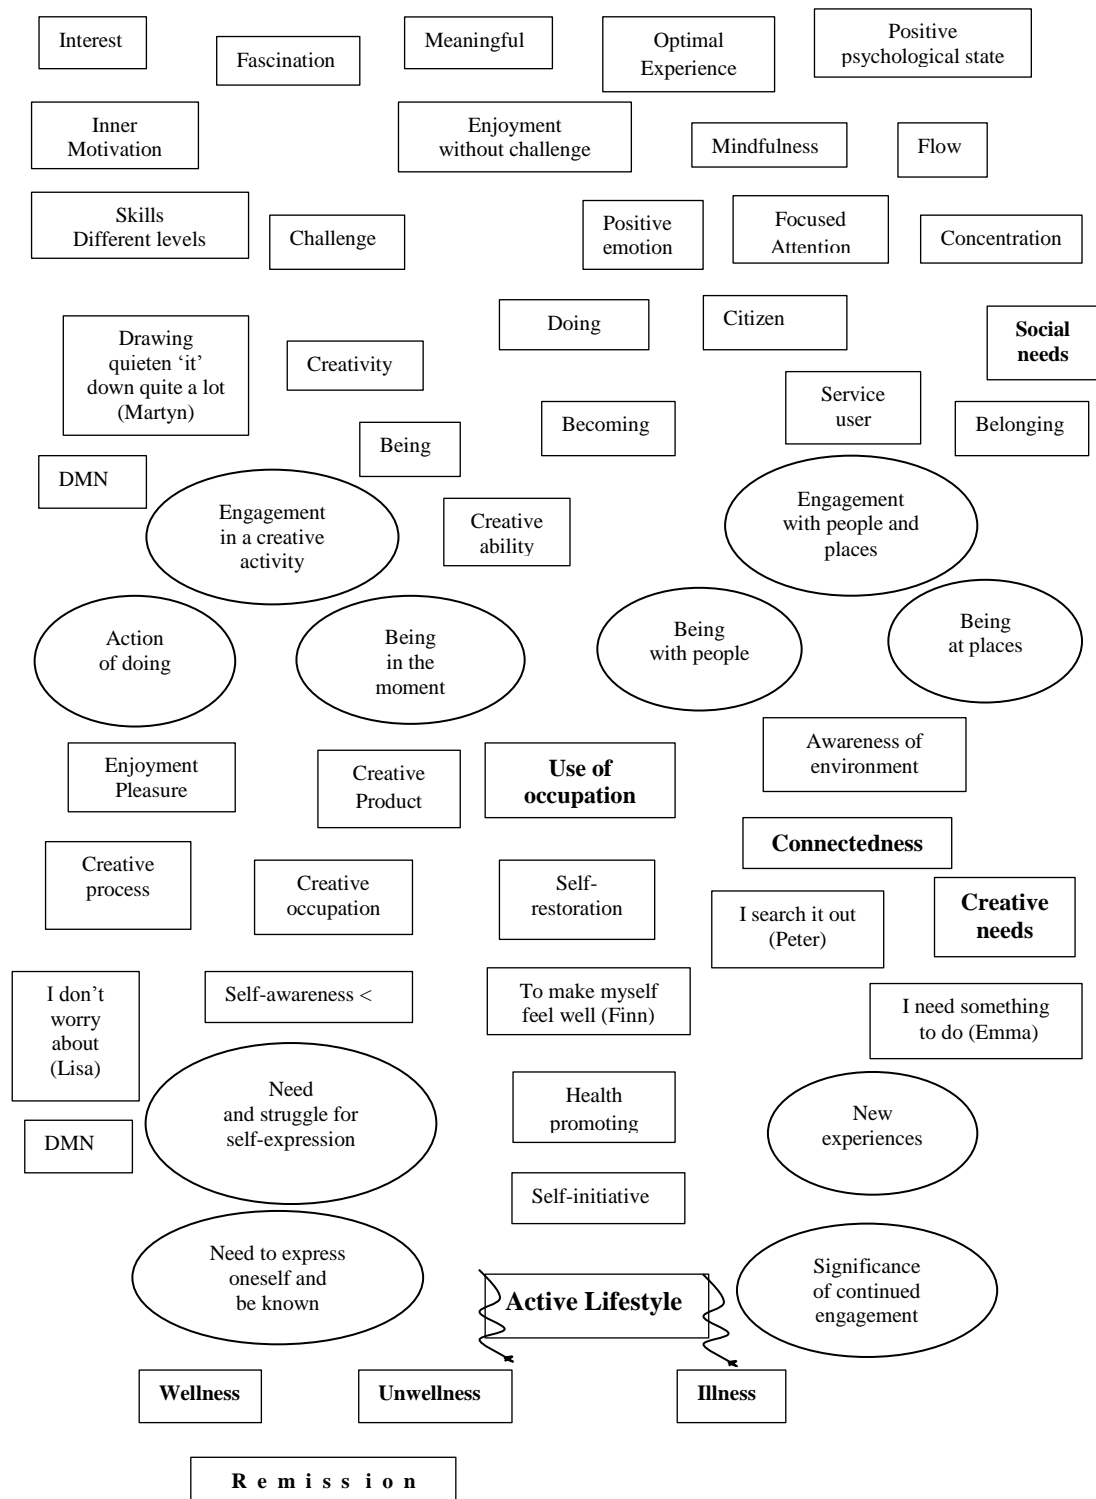 Interest
Fascination
Meaningful
Optimal
Experience
Positive
psychological state
Inner
Motivation
Enjoyment
without challenge
Mindfulness
Flow
Skills
Different levels
Challenge
Positive
emotion
Focused
Attention
Concentration
Drawing
quieten ‘it’
down quite a lot
(Martyn)
Creativity
Doing
Citizen
Social
needs
Being
Becoming
Service
user
Belonging
DMN
Engagement
in a creative
activity
Creative
ability
Engagement
with people and
places
Action
of doing
Being
in the
moment
Being
with people
Being
at places
Enjoyment
Pleasure
Creative
Product
Use of
occupation
Awareness of
environment
Connectedness
Creative
process
Creative
occupation
Self-
restoration
I search it out
(Peter)
Creative
needs
I don’t
worry
about
(Lisa)
Self-awareness <
To make myself
feel well (Finn)
I need something
to do (Emma)
DMN
Need
and struggle for
self-expression
Health
promoting
New
experiences
Self-initiative
Need to express
oneself and
be known
Active Lifestyle
Significance
of continued
engagement
Wellness
Unwellness
Illness
R e m i s s i o n